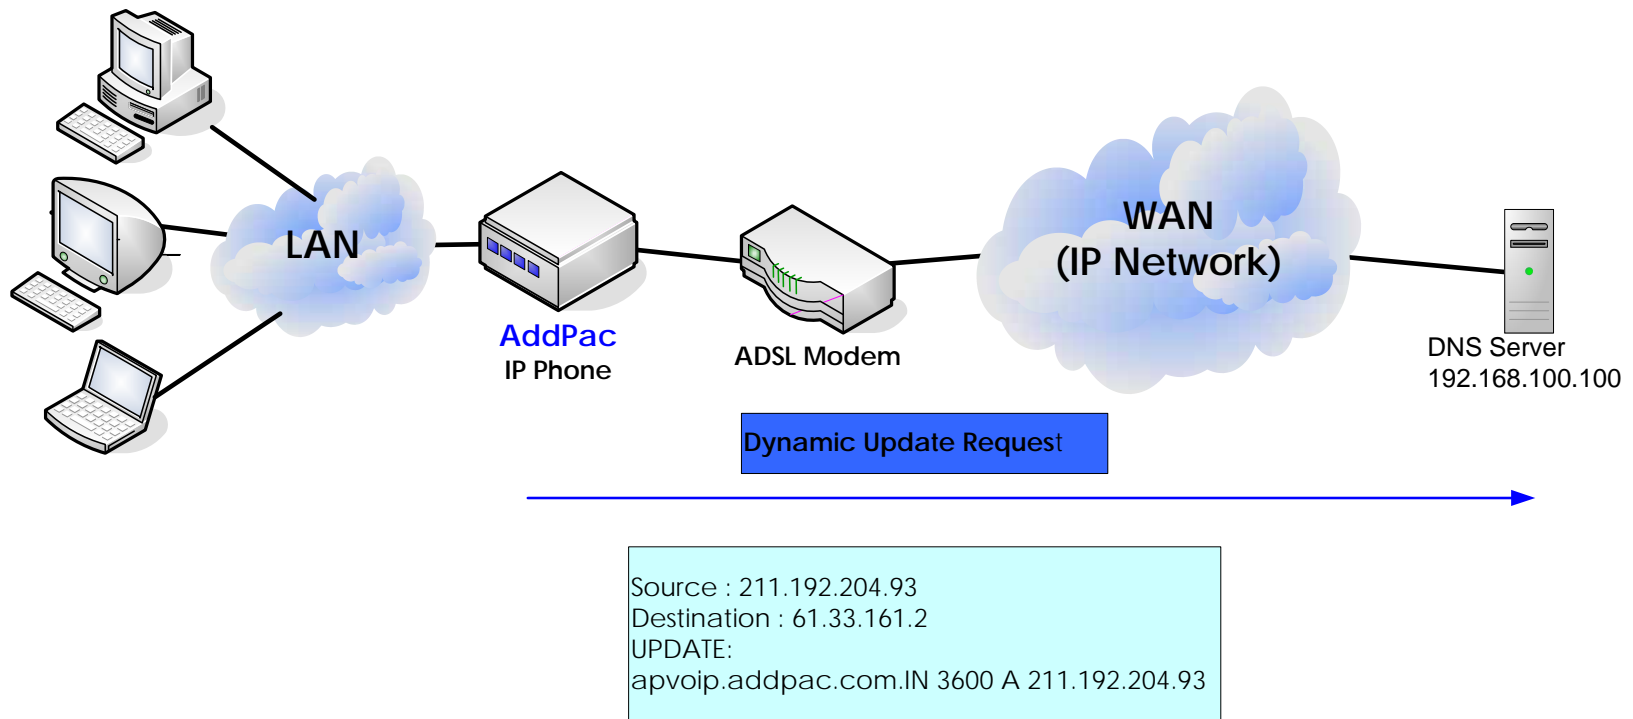 LAN
AddPac
IP Phone
ADSL Modem
WAN
(IP Network)
DNS Server
192.168.100.100
Dynamic Update Request
Source : 211.192.204.93
Destination : 61.33.161.2
UPDATE:
apvoip.addpac.com.IN 3600 A 211.192.204.93